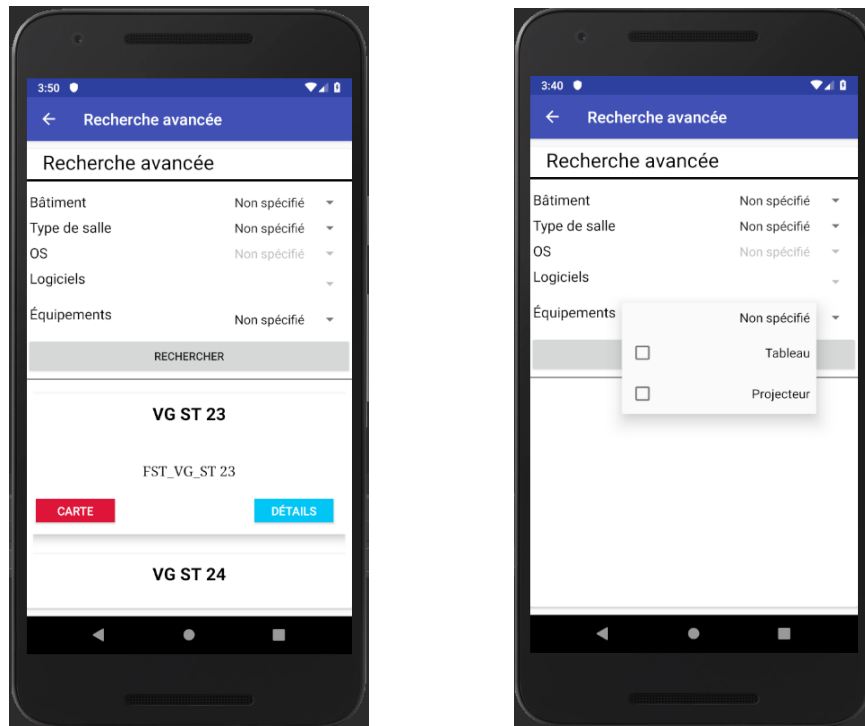 3:50
Recherche avancée
Recherche avancée
Bâtiment Non spécifié
Type de salle Non spécifié
OS Non spécifié
Logiciels
Équipements Non spécifié
RECHERCHER
VG ST 23
FST_VG_ST 23
CARTE DÉTAILS
VG ST 24
3:40
Recherche avancée
Recherche avancée
Bâtiment Non spécifié
Type de salle Non spécifié
OS Non spécifié
Logiciels
Équipements Non spécifié
Tableau
Projecteur